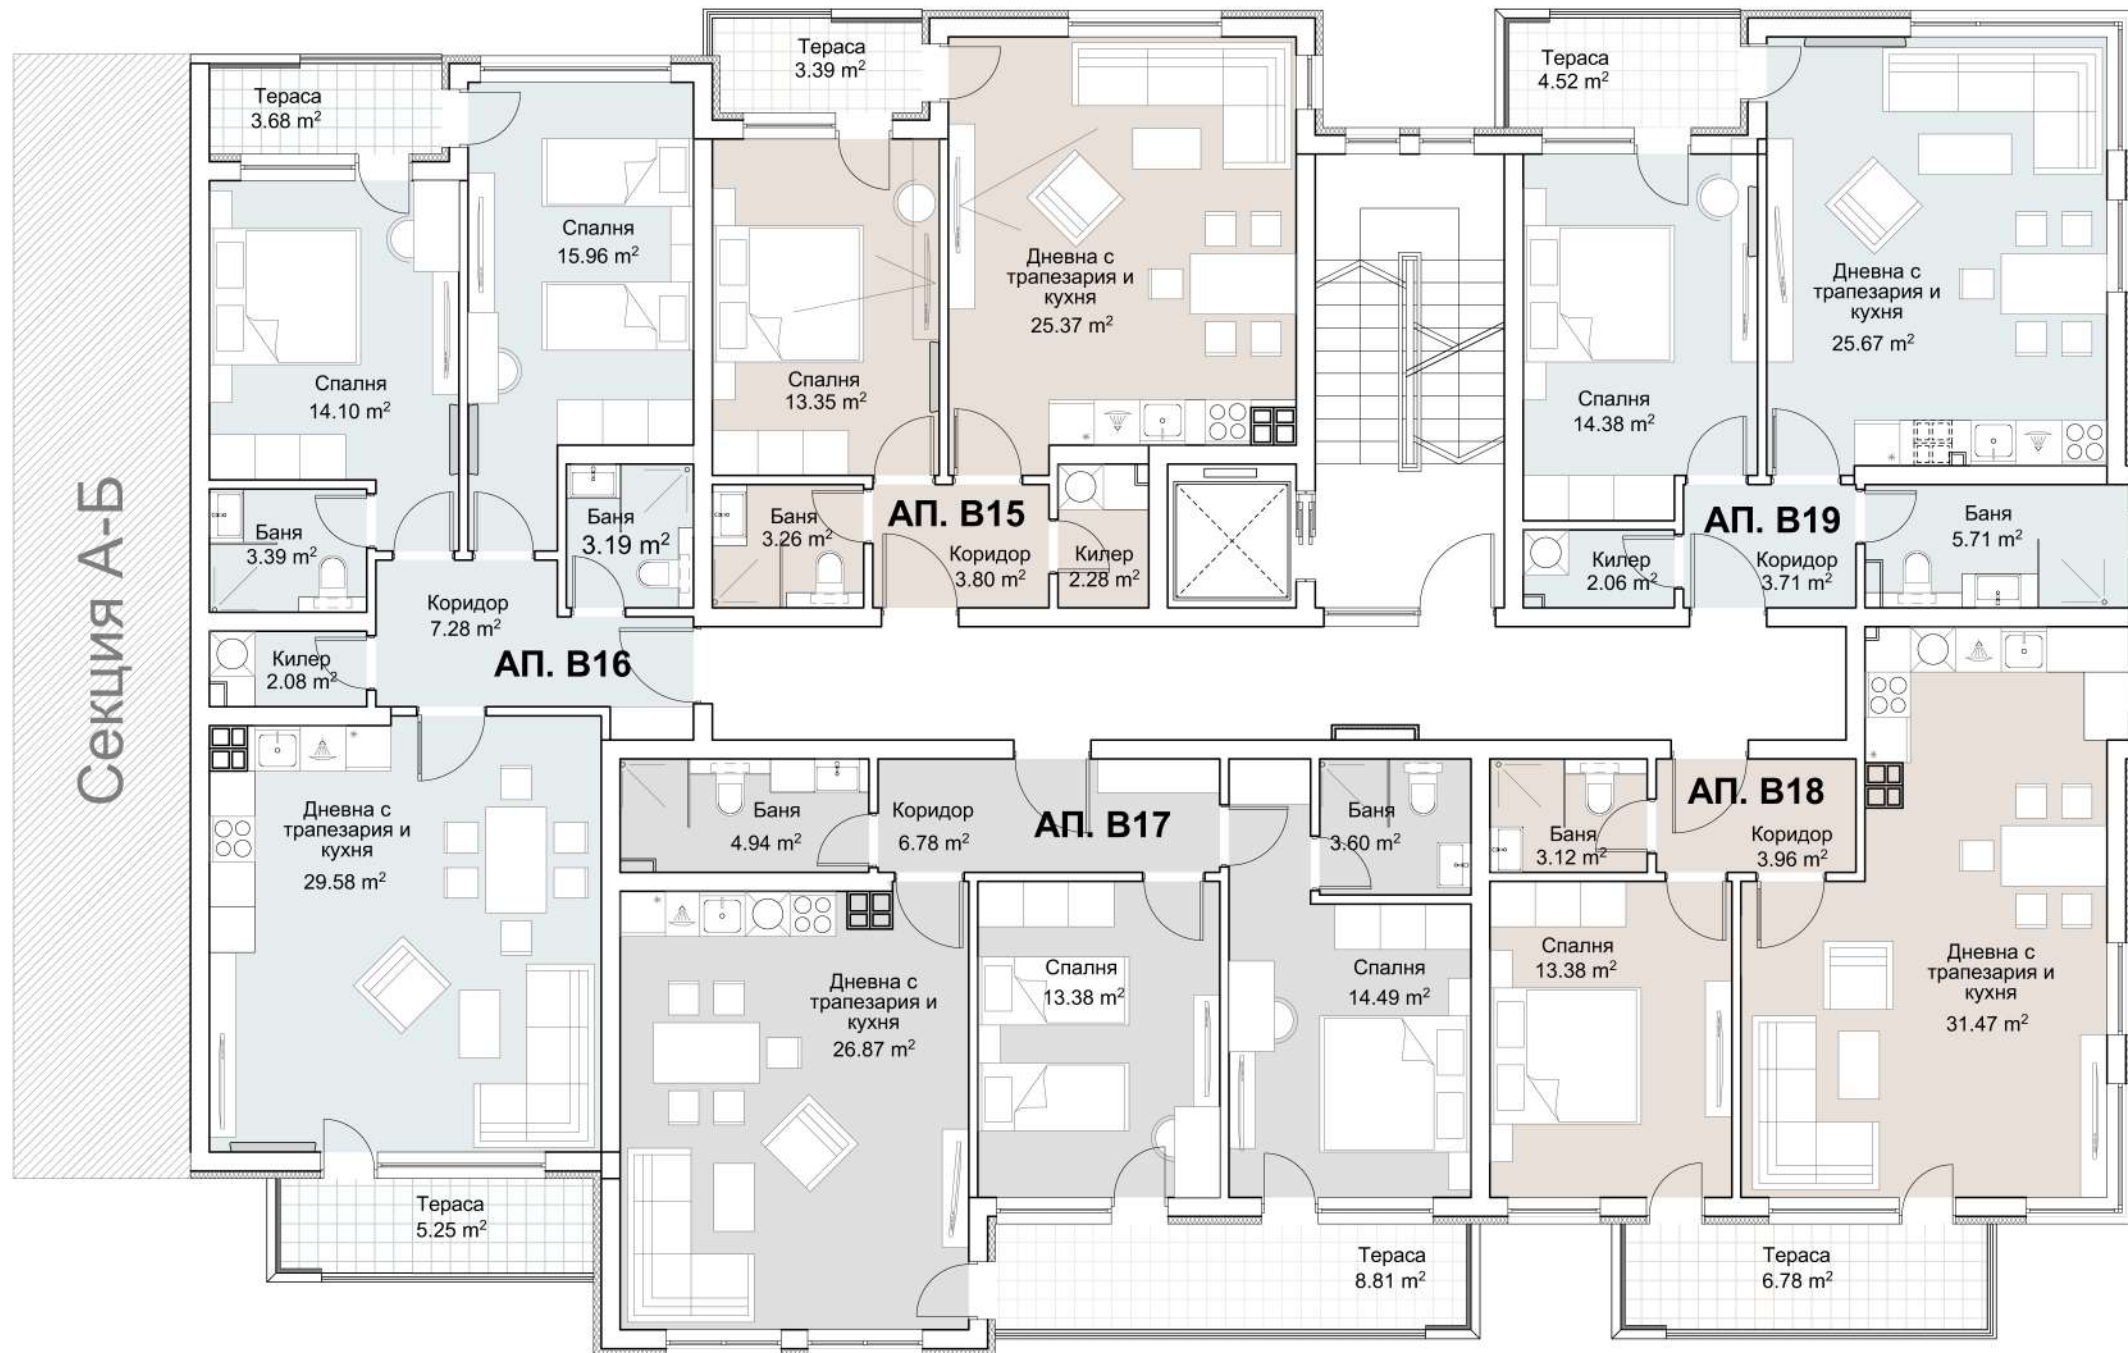 Секция А-Б
Тераса
3.68 m²
Спалня
14.10 m²
Спалня
15.96 m²
Баня
3.39 m²
Баня
3.19 m²
Коридор
7.28 m²
АП. В16
Килер
2.08 m²
Дневна с
трапезария и
кухня
29.58 m²
Тераса
5.25 m²
Тераса
3.39 m²
Спалня
13.35 m²
Дневна с
трапезария и
кухня
25.37 m²
АП. В15
Баня
3.26 m²
Коридор
3.80 m²
Килер
2.28 m²
Тераса
4.52 m²
Спалня
14.38 m²
Дневна с
трапезария и
кухня
25.67 m²
АП. В19
Килер
2.06 m²
Коридор
3.71 m²
Баня
5.71 m²
Баня
4.94 m²
Коридор
6.78 m²
АП. В17
Баня
3.60 m²
Дневна с
трапезария и
кухня
26.87 m²
Спалня
13.38 m²
Спалня
14.49 m²
Тераса
8.81 m²
АП. В18
Баня
3.12 m²
Коридор
3.96 m²
Спалня
13.38 m²
Дневна с
трапезария и
кухня
31.47 m²
Тераса
6.78 m²